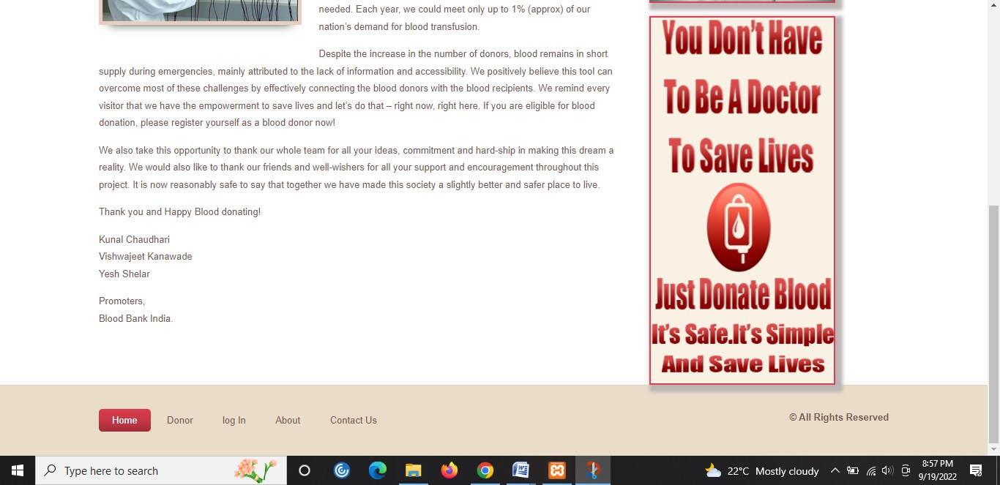 needed. Each year, we could meet only up to 1% (approx) of our
nation’s demand for blood transfusion.
Despite the increase in the number of donors, blood remains in short
supply during emergencies, mainly attributed to the lack of information and accessibility. We positively believe this tool can
overcome most of these challenges by effectively connecting the blood donors with the blood recipients. We remind every
visitor that we have the empowerment to save lives and let’s do that – right now, right here. If you are eligible for blood
donation, please register yourself as a blood donor now!
We also take this opportunity to thank our whole team for all your ideas, commitment and hard-ship in making this dream a
reality. We would also like to thank our friends and well-wishers for all your support and encouragement throughout this
project. It is now reasonably safe to say that together we have made this society a slightly better and safer place to live.
Thank you and Happy Blood donating!
Kunal Chaudhari
Vishwajeet Kanawade
Yesh Shelar
Promoters,
Blood Bank India.
You Don't Have
To Be A Doctor
To Save Lives
Just Donate Blood
It's Safe.It's Simple
And Save Lives
Home Donor log In About Contact Us
© All Rights Reserved
Type here to search
22°C Mostly cloudy
8:57 PM
9/19/2022